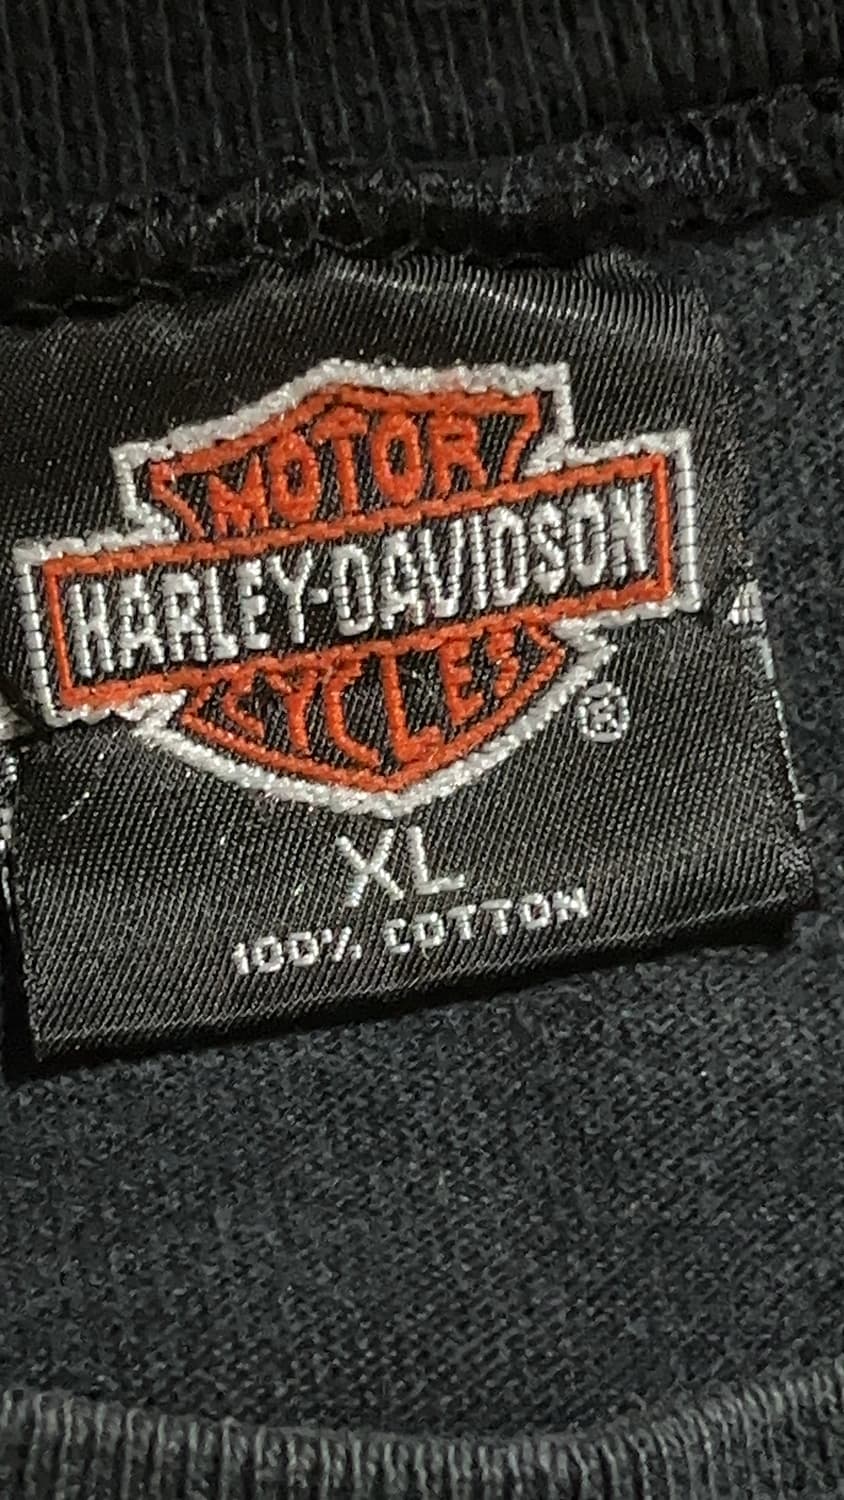 MOTOR
HARLEY-DAVIDSON
CYCLES
®
XL
100% COTTON